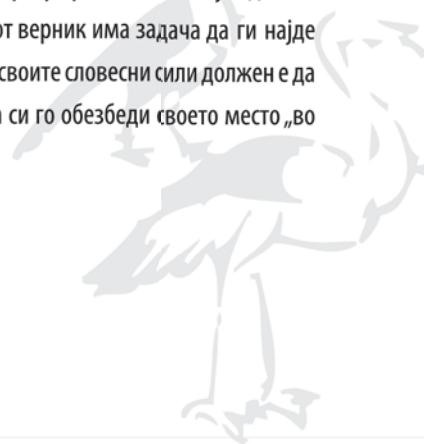 от верник има задача да ги најде
своите словесни сили должен е да
си го обезбеди своето место „во